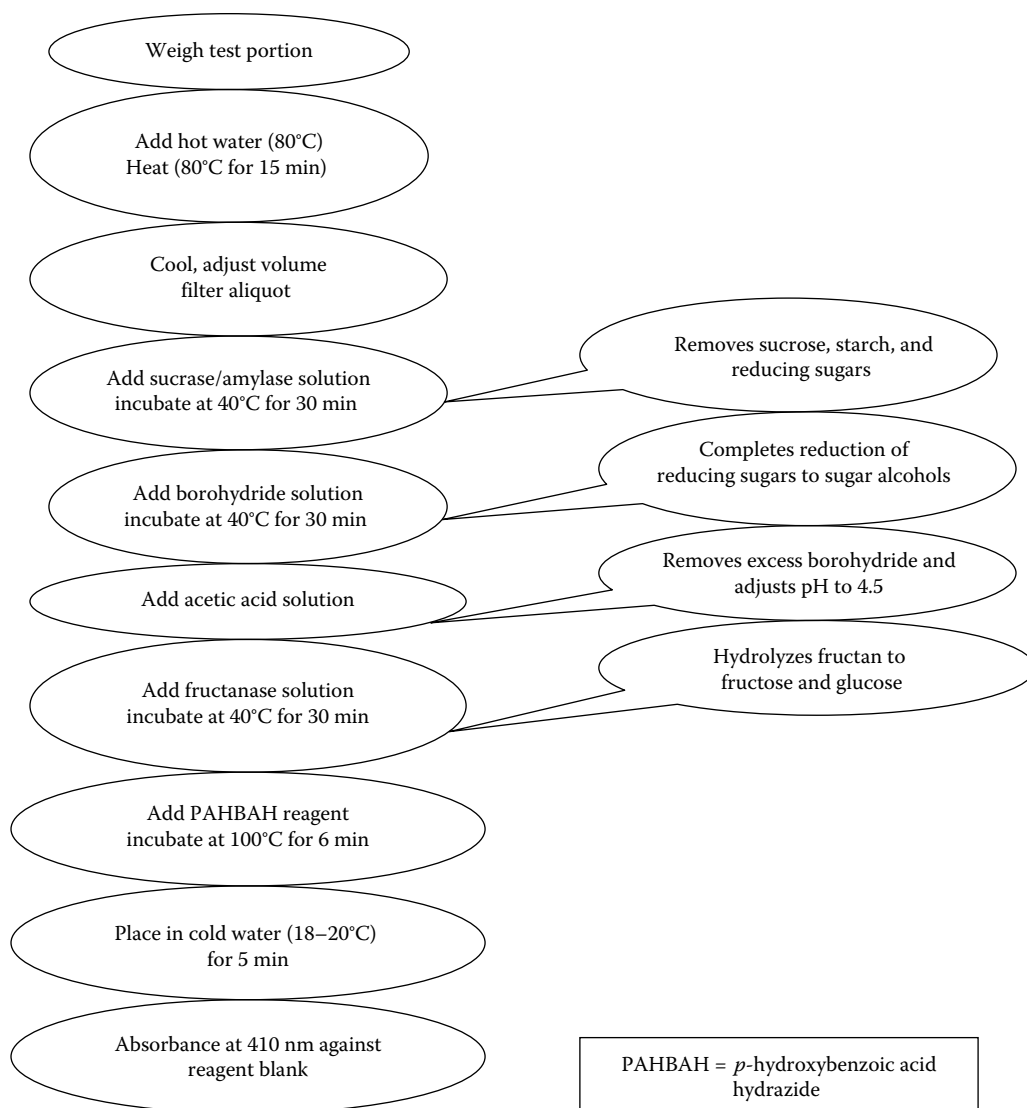 Weigh test portion
Add hot water (80°C)
Heat (80°C for 15 min)
Cool, adjust volume
filter aliquot
Add sucrase/amylase solution
incubate at 40°C for 30 min
Removes sucrose, starch, and
reducing sugars
Add borohydride solution
incubate at 40°C for 30 min
Completes reduction of
reducing sugars to sugar alcohols
Add acetic acid solution
Removes excess borohydride and
adjusts pH to 4.5
Add fructanase solution
incubate at 40°C for 30 min
Hydrolyzes fructan to
fructose and glucose
Add PAHBAH reagent
incubate at 100°C for 6 min
Place in cold water (18–20°C)
for 5 min
Absorbance at 410 nm against
reagent blank
PAHBAH = p-hydroxybenzoic acid
hydrazide